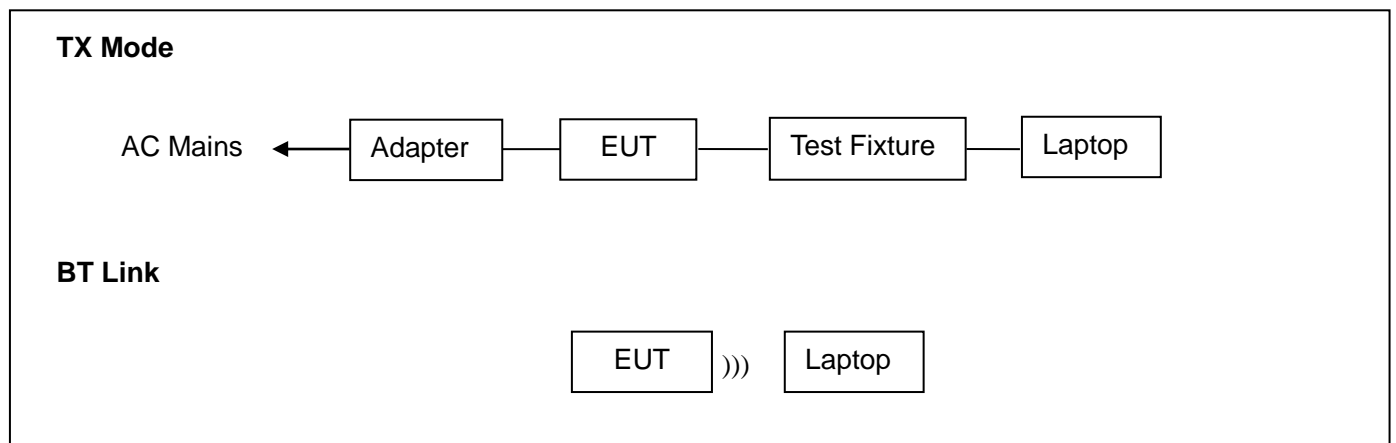 TX Mode
AC Mains Adapter EUT Test Fixture Laptop
BT Link
EUT ))) Laptop